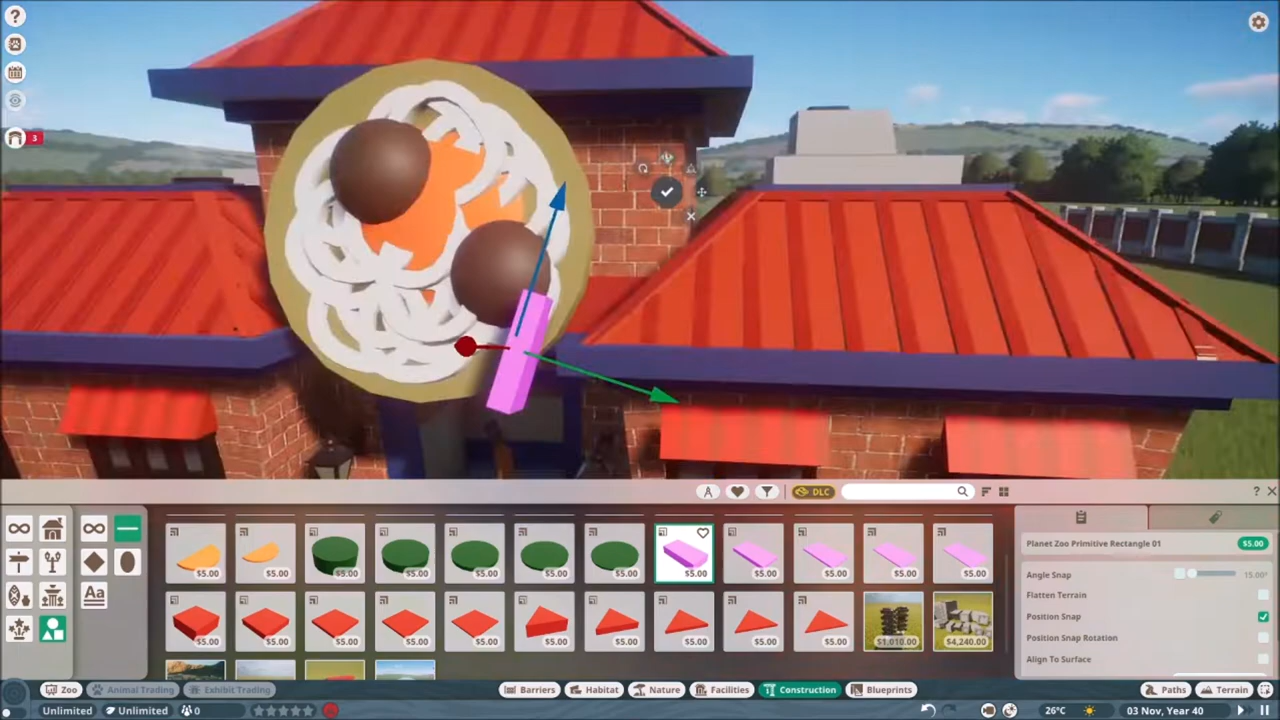 ?
3
DLC
?
$5.00 $5.00 $5.00 $5.00 $5.00 $5.00 $5.00 $5.00 $5.00 $5.00 $5.00 $5.00
Aa
$5.00 $5.00 $5.00 $5.00 $5.00 $5.00 $5.00 $5.00 $5.00 $5.00 $1,010.00 $4,240.00
Planet Zoo Primitive Rectangle 01 $5.00
Angle Snap 15.00°
Flatten Terrain
Position Snap
Position Snap Rotation
Align To Surface
Zoo Animal Trading Exhibit Trading Barriers Habitat Nature Facilities Construction Blueprints Paths Terrain
Unlimited Unlimited 0 26°C 03 Nov, Year 40